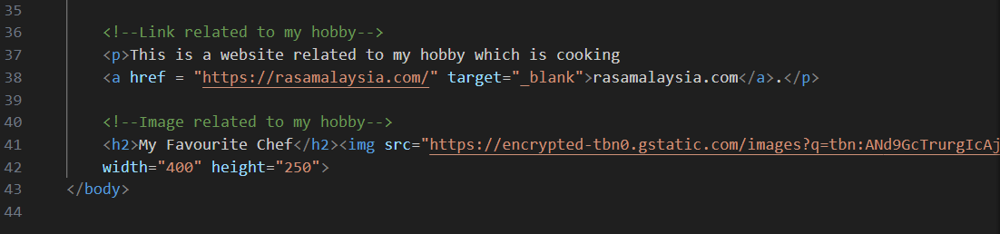 35
36 <!--Link related to my hobby-->
37 <p>This is a website related to my hobby which is cooking
38 <a href = "https://rasamalaysia.com/" target="_blank">rasamalaysia.com</a>.</p>
39
40 <!--Image related to my hobby-->
41 <h2>My Favourite Chef</h2><img src="https://encrypted-tbn0.gstatic.com/images?q=tbn:ANd9GcTrurgIcAj
42 width="400" height="250">
43 </body>
44